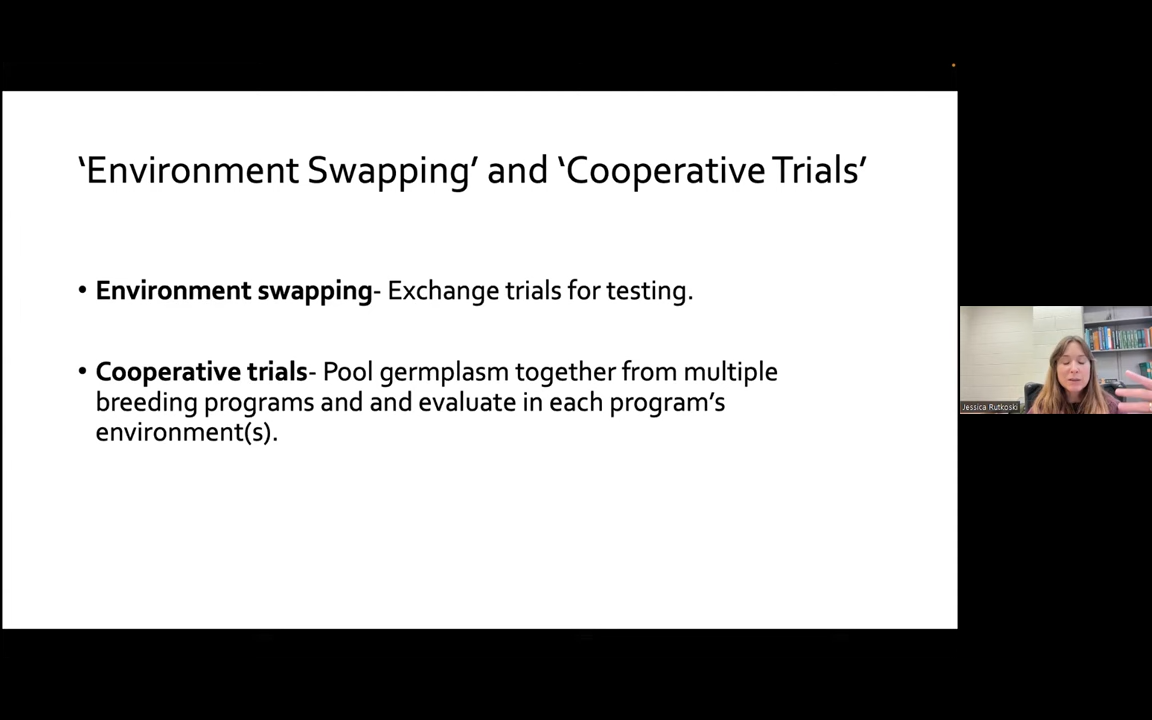 ‘Environment Swapping’ and ‘Cooperative Trials’
• Environment swapping- Exchange trials for testing.
• Cooperative trials- Pool germplasm together from multiple
breeding programs and and evaluate in each program’s
environment(s).
Jessica Rutkoski